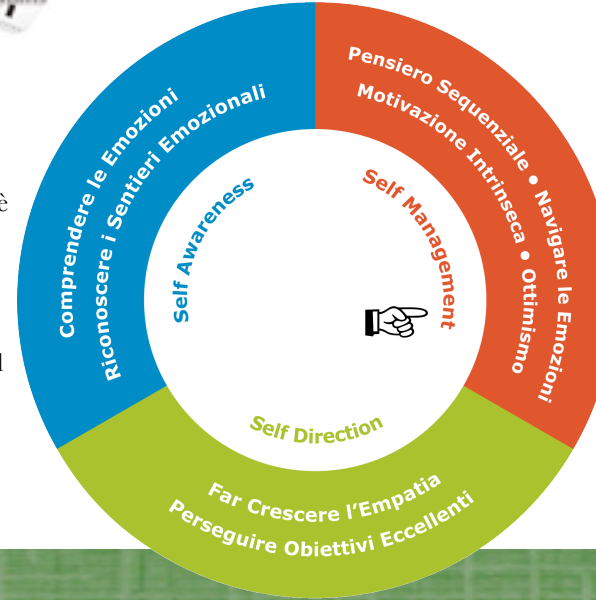 Comprendere le Emozioni
Riconoscere i Sentieri Emozionali
Self Awareness
Pensiero Sequenziale • Navigare le Emozioni
Motivazione Intrinseca • Ottimismo
Self Management
Self Direction
Far Crescere l’Empatia
Perseguire Obiettivi Eccellenti
è